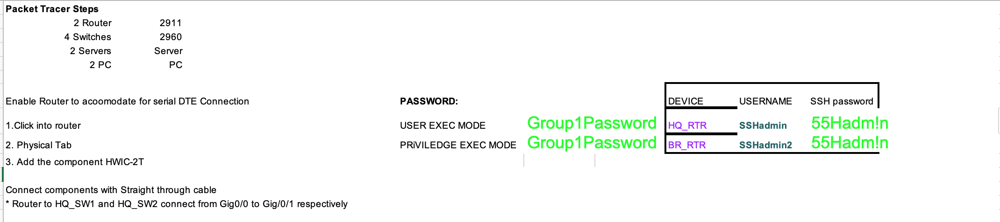 Packet Tracer Steps
2 Router 2911
4 Switches 2960
2 Servers Server
2 PC PC
Enable Router to acoomodate for serial DTE Connection PASSWORD: DEVICE USERNAME SSH password
1.Click into router USER EXEC MODE Group1Password HQ_RTR SSHadmin 55Hadm!n
2. Physical Tab PRiVILEDGE EXEC MODE Group1Password BR_RTR SSHadmin2 55Hadm!n
3. Add the component HWIC-2T
Connect components with Straight through cable
* Router to HQ_SW1 and HQ_SW2 connect from Gig0/0 to Gig/0/1 respectively